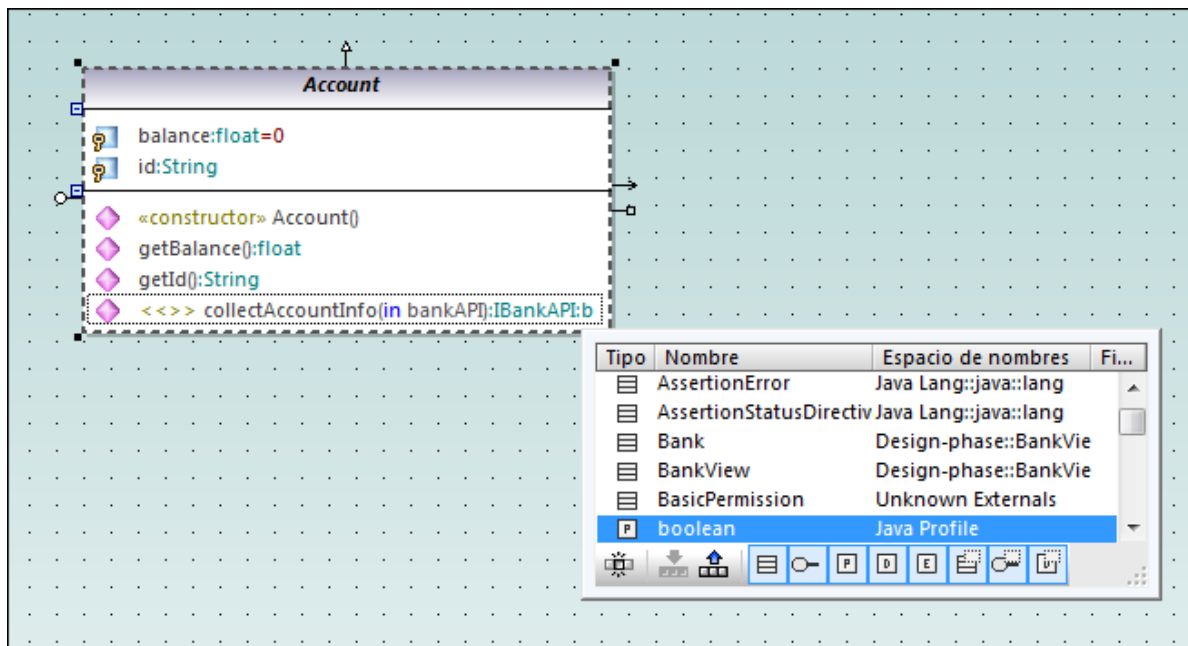 Account
balance:float=0
id:String
«constructor» Account()
getBalance():float
getId():String
<<>> collectAccountInfo(in bankAPI):IBankAPI:b
Tipo Nombre Espacio de nombres Fi...
AssertionError Java Lang::java::lang
AssertionStatusDirectiv Java Lang::java::lang
Bank Design-phase::BankVie
BankView Design-phase::BankVie
BasicPermission Unknown Externals
P boolean Java Profile
P D E D